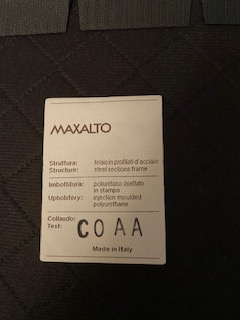 MAXALTO
Struttura: telaio in profilati d'acciaio
Structure: steel sections frame
Imbottitura: poliuretano iniettato
in stampo
Upholstery: injection moulded
polyurethane
Collaudo:
Test: COAA
Made in Italy